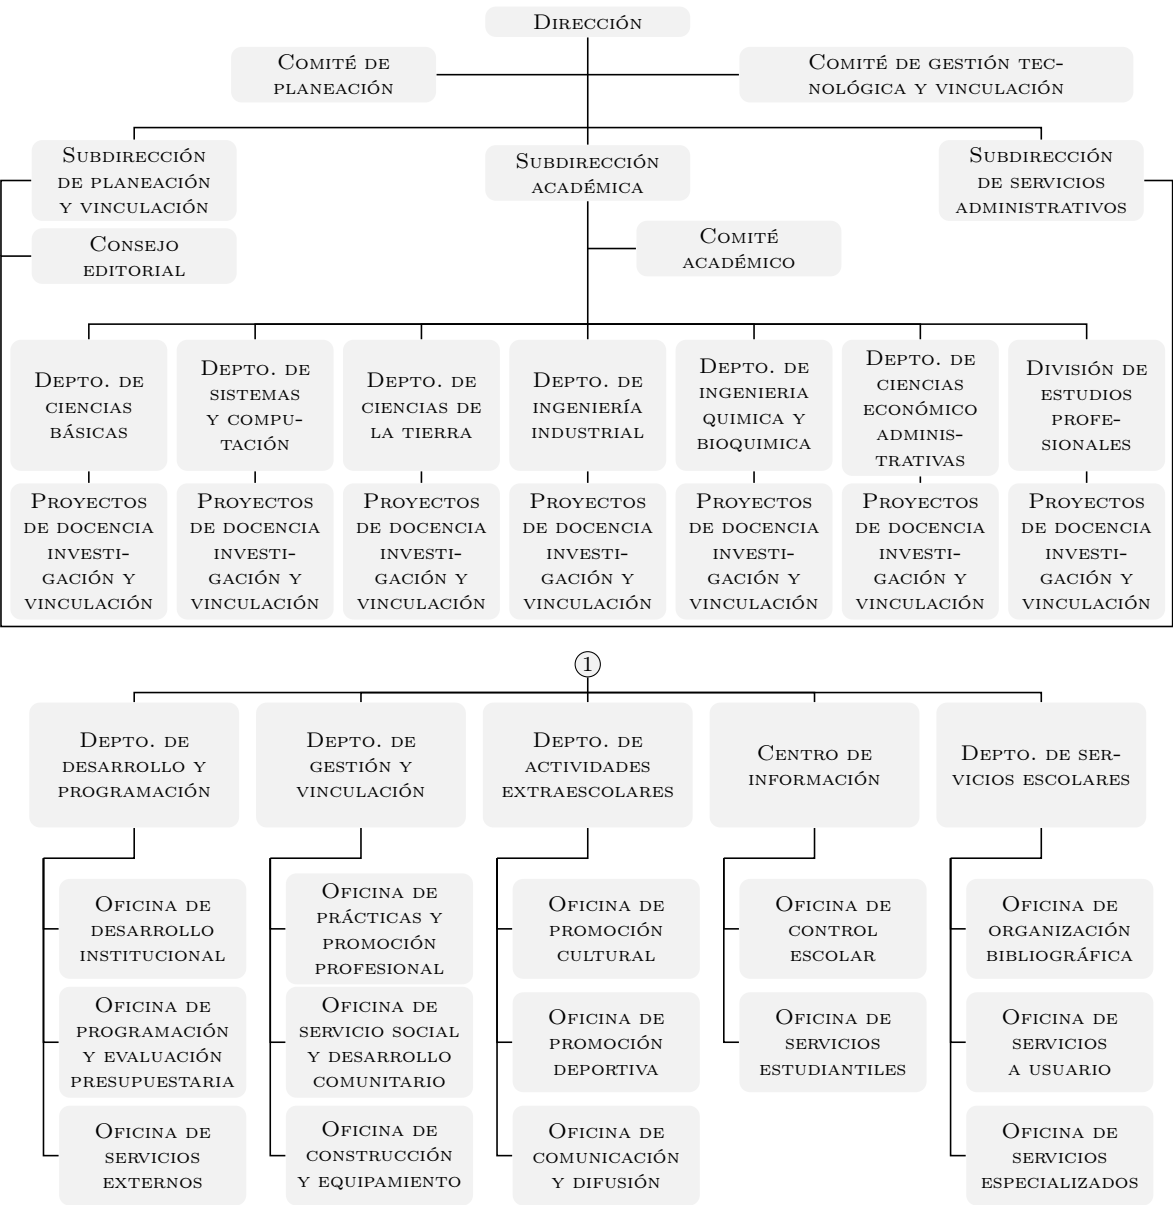 Dirección
Comité de
planeación
Comité de gestión tec-
nológica y vinculación
Subdirección
de planeación
y vinculación
Subdirección
académica
Subdirección
de servicios
administrativos
Consejo
editorial
Comité
académico
Depto. de
ciencias
básicas
Depto. de
sistemas
y compu-
tación
Depto. de
ciencias de
la tierra
Depto. de
ingeniería
industrial
Depto. de
ingenieria
quimica y
bioquimica
Depto. de
ciencias
económico
adminis-
trativas
División de
estudios
profe-
sionales
Proyectos
de docencia
investi-
gación y
vinculación
Proyectos
de docencia
investi-
gación y
vinculación
Proyectos
de docencia
investi-
gación y
vinculación
Proyectos
de docencia
investi-
gación y
vinculación
Proyectos
de docencia
investi-
gación y
vinculación
Proyectos
de docencia
investi-
gación y
vinculación
Proyectos
de docencia
investi-
gación y
vinculación
1
Depto. de
desarrollo y
programación
Depto. de
gestión y
vinculación
Depto. de
actividades
extraescolares
Centro de
información
Depto. de ser-
vicios escolares
Oficina de
desarrollo
institucional
Oficina de
prácticas y
promoción
profesional
Oficina de
promoción
cultural
Oficina de
control
escolar
Oficina de
organización
bibliográfica
Oficina de
programación
y evaluación
presupuestaria
Oficina de
servicio social
y desarrollo
comunitario
Oficina de
promoción
deportiva
Oficina de
servicios
estudiantiles
Oficina de
servicios
a usuario
Oficina de
servicios
externos
Oficina de
construcción
y equipamiento
Oficina de
comunicación
y difusión
Oficina de
servicios
especializados